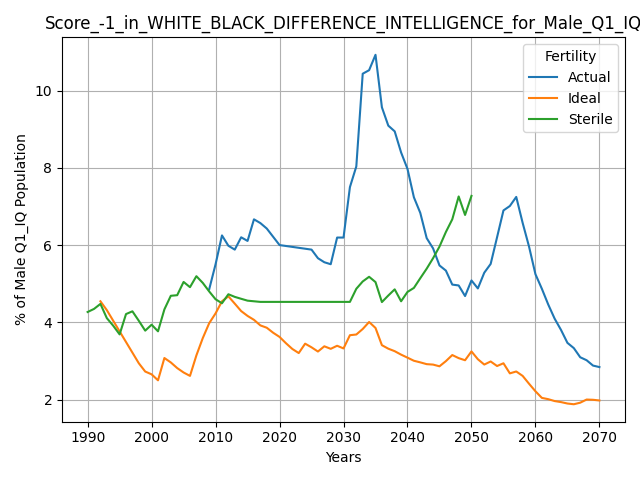 Score_-1_in_WHITE_BLACK_DIFFERENCE_INTELLIGENCE_for_Male_Q1_IQ
Fertility
Actual
Ideal
Sterile
% of Male Q1_IQ Population
10
8
6
4
2
1990 2000 2010 2020 2030 2040 2050 2060 2070
Years